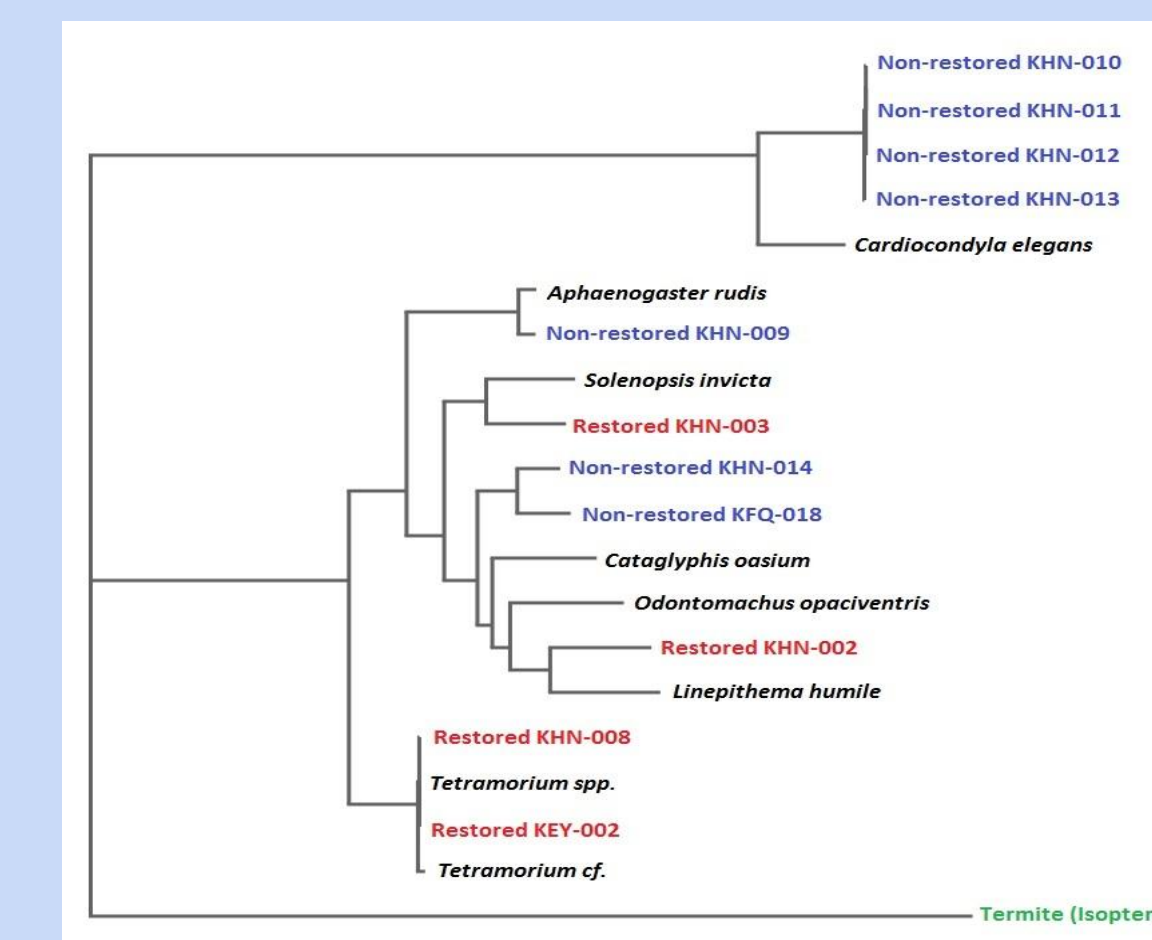 Non-restored KHN-010
Non-restored KHN-011
Non-restored KHN-012
Non-restored KHN-013
Cardiocondyla elegans
Aphaenogaster rudis
Non-restored KHN-009
Solenopsis invicta
Restored KHN-003
Non-restored KHN-014
Non-restored KFQ-018
Cataglyphis oasium
Odontomachus opaciventris
Restored KHN-002
Linepithema humile
Restored KHN-008
Tetramorium spp.
Restored KEY-002
Tetramorium cf.
Termite